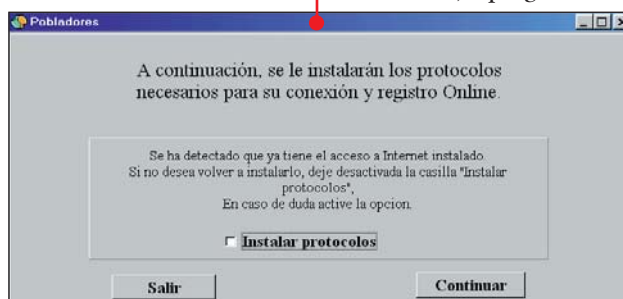 Pobladores
A continuación, se le instalarán los protocolos
necesarios para su conexión y registro Online.
Se ha detectado que ya tiene el acceso a Internet instalado.
Si no desea volver a instalarlo, deje desactivada la casilla "Instalar
protocolos",
En caso de duda active la opcion.
Instalar protocolos
Salir
Continuar